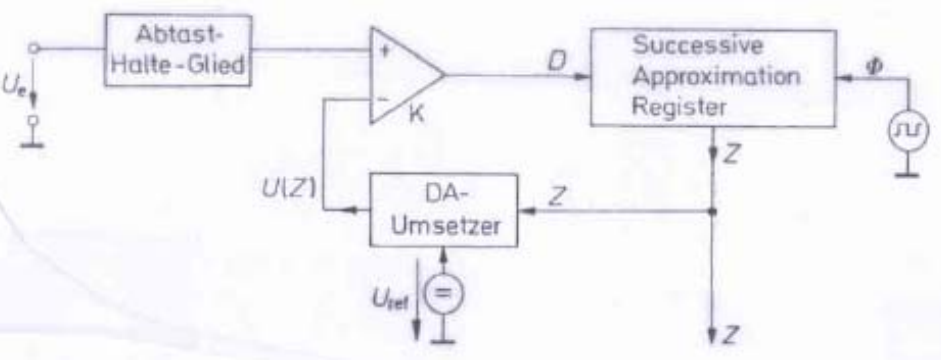 Abtast-
Halte-Glied
U_e
+
−
K
D
Successive
Approximation
Register
Φ
Z
U(Z)
DA-
Umsetzer
Z
U_ref
=
Z